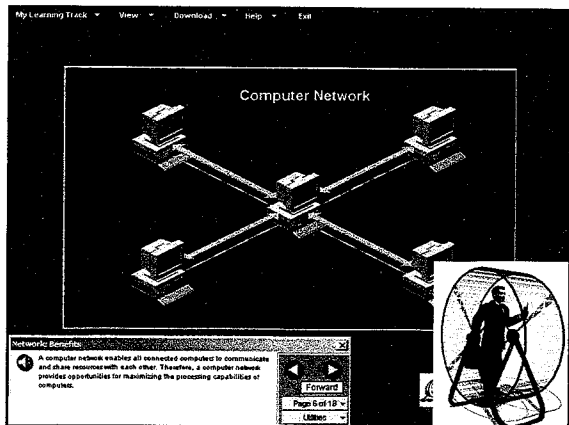 My Learning Track View Download Help Exit
Computer Network
Network Benefits
A computer network enables all connected computers to communicate
and share resources with each other. Therefore, a computer network
provides opportunities for maximizing the processing capabilities of
computers.
Forward
Page 6 of 18
Utilities